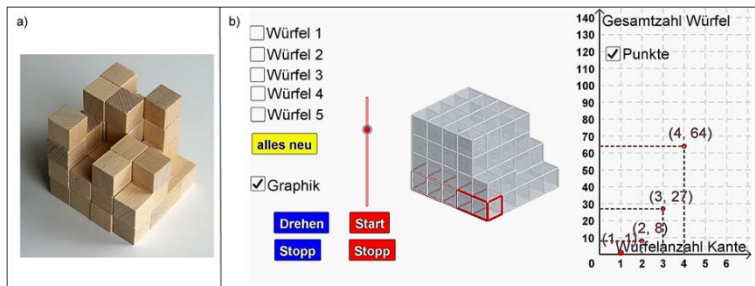 a)
b)
Würfel 1
Würfel 2
Würfel 3
Würfel 4
Würfel 5
alles neu
Graphik
Drehen
Start
Stopp
Stopp
Gesamtzahl Würfel
Punkte
140
130
120
110
100
90
80
70
60
50
40
30
20
10
(4, 64)
(3, 27)
(2, 8)
(1, 1)
Würfelanzahl Kante
0 1 2 3 4 5 6